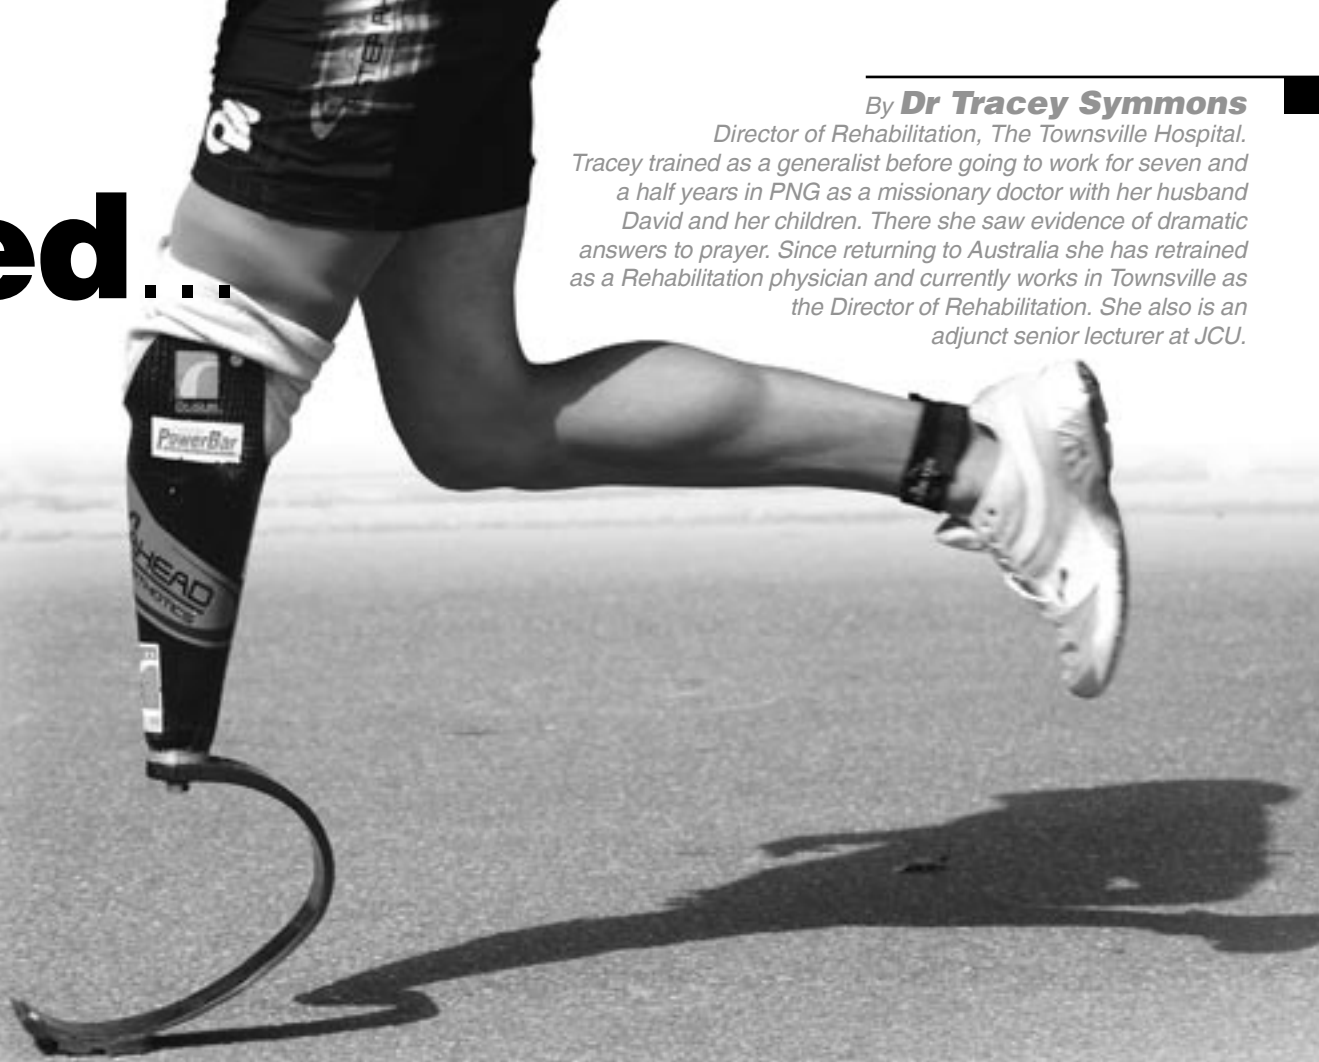 By Dr Tracey Symmons
Director of Rehabilitation, The Townsville Hospital.
Tracey trained as a generalist before going to work for seven and
a half years in PNG as a missionary doctor with her husband
David and her children. There she saw evidence of dramatic
answers to prayer. Since returning to Australia she has retrained
as a Rehabilitation physician and currently works in Townsville as
the Director of Rehabilitation. She also is an
adjunct senior lecturer at JCU.
ed...
PowerBar
AHEAD